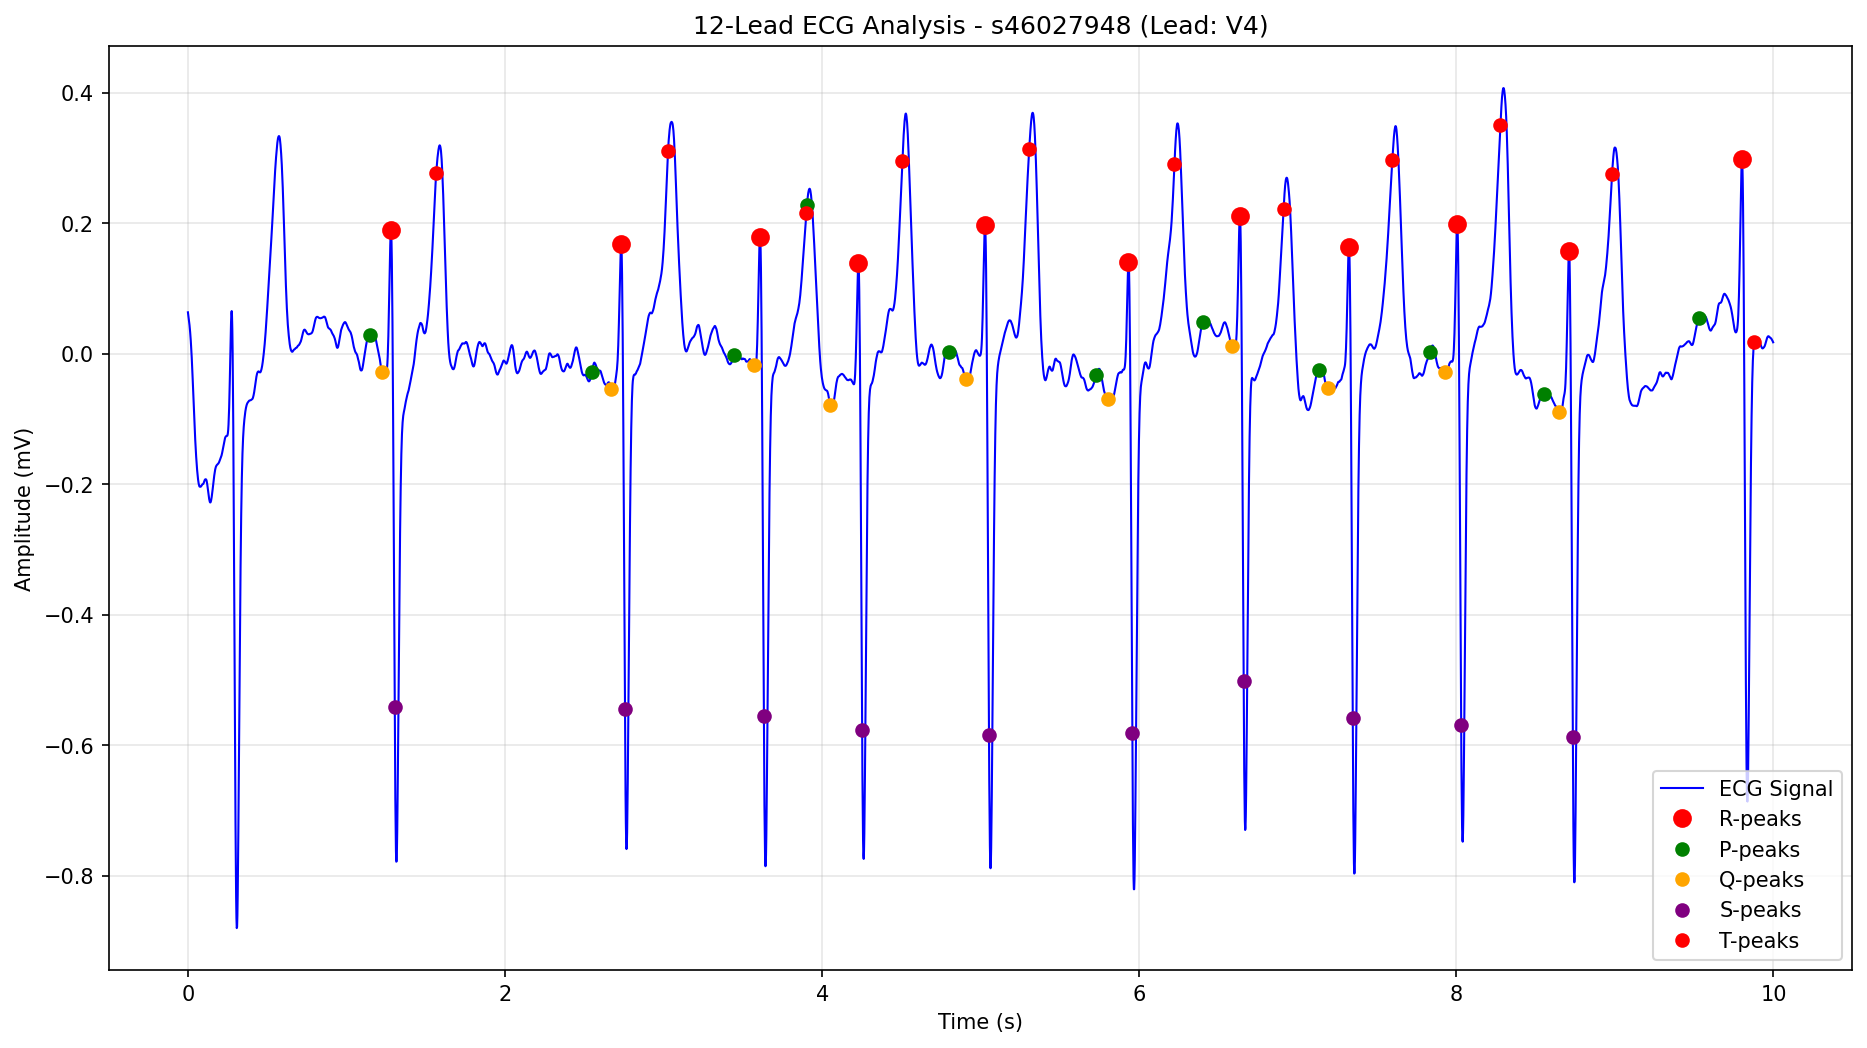 12-Lead ECG Analysis - s46027948 (Lead: V4)
Amplitude (mV)
0.4
0.2
0.0
−0.2
−0.4
−0.6
−0.8
ECG Signal
R-peaks
P-peaks
Q-peaks
S-peaks
T-peaks
0 2 4 6 8 10
Time (s)